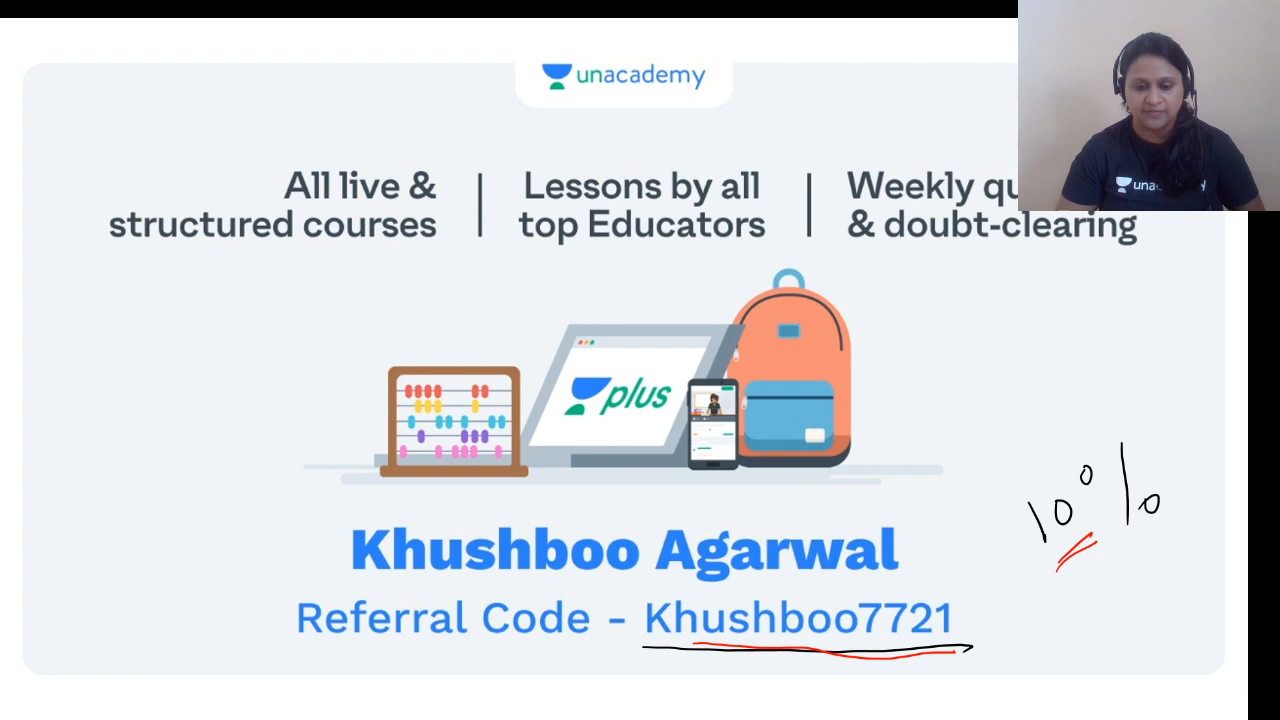 unacademy
All live &
structured courses
Lessons by all
top Educators
Weekly qu
& doubt-clearing
plus
Khushboo Agarwal
Referral Code - Khushboo7721
10%